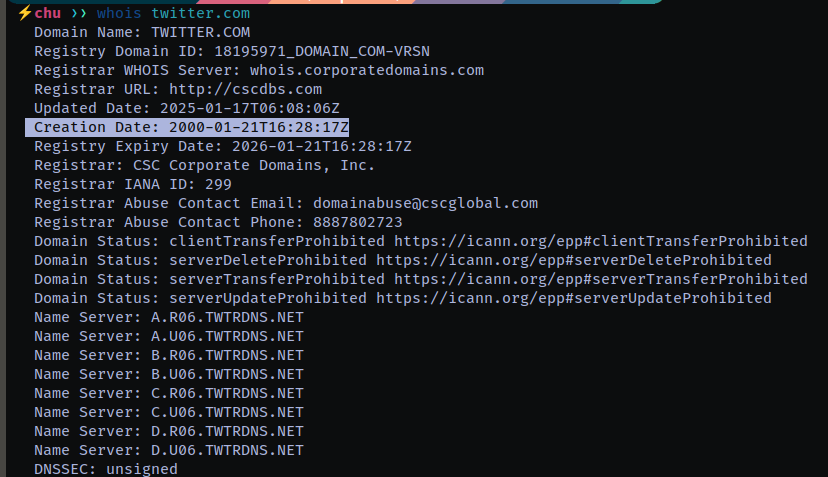 ⚡chu ❯❯ whois twitter.com
Domain Name: TWITTER.COM
Registry Domain ID: 18195971_DOMAIN_COM-VRSN
Registrar WHOIS Server: whois.corporatedomains.com
Registrar URL: http://cscdbs.com
Updated Date: 2025-01-17T06:08:06Z
Creation Date: 2000-01-21T16:28:17Z
Registry Expiry Date: 2026-01-21T16:28:17Z
Registrar: CSC Corporate Domains, Inc.
Registrar IANA ID: 299
Registrar Abuse Contact Email: domainabuse@cscglobal.com
Registrar Abuse Contact Phone: 8887802723
Domain Status: clientTransferProhibited https://icann.org/epp#clientTransferProhibited
Domain Status: serverDeleteProhibited https://icann.org/epp#serverDeleteProhibited
Domain Status: serverTransferProhibited https://icann.org/epp#serverTransferProhibited
Domain Status: serverUpdateProhibited https://icann.org/epp#serverUpdateProhibited
Name Server: A.R06.TWTRDNS.NET
Name Server: A.U06.TWTRDNS.NET
Name Server: B.R06.TWTRDNS.NET
Name Server: B.U06.TWTRDNS.NET
Name Server: C.R06.TWTRDNS.NET
Name Server: C.U06.TWTRDNS.NET
Name Server: D.R06.TWTRDNS.NET
Name Server: D.U06.TWTRDNS.NET
DNSSEC: unsigned